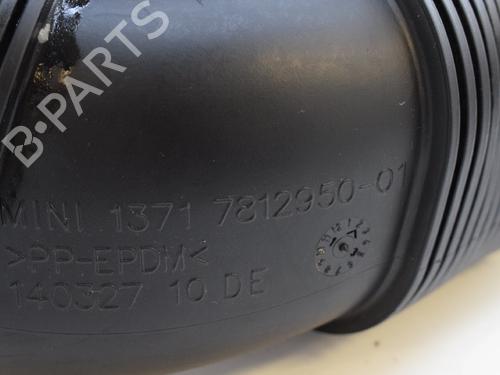 B-PARTS
MINI 1371 7812950-01
>PP-EPDM<
140327 10 DE